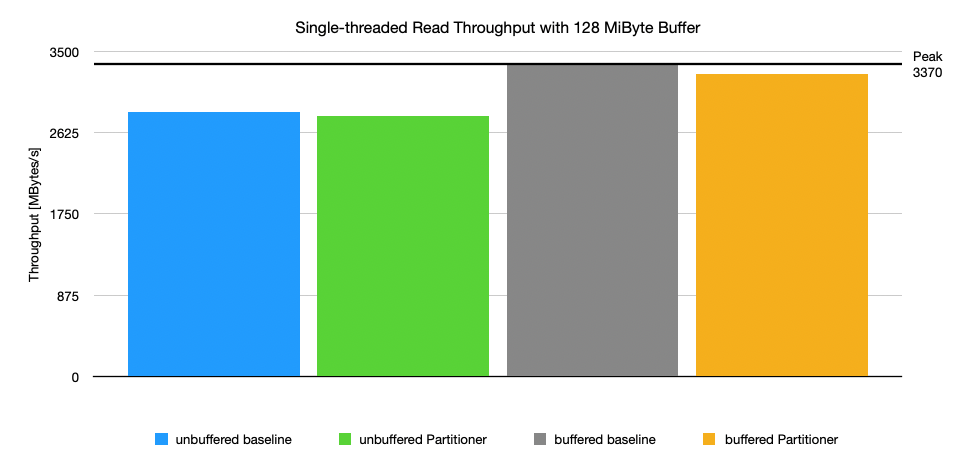 Single-threaded Read Throughput with 128 MiByte Buffer
3500
Peak
3370
2625
Throughput [MBytes/s]
1750
875
0
unbuffered baseline
unbuffered Partitioner
buffered baseline
buffered Partitioner